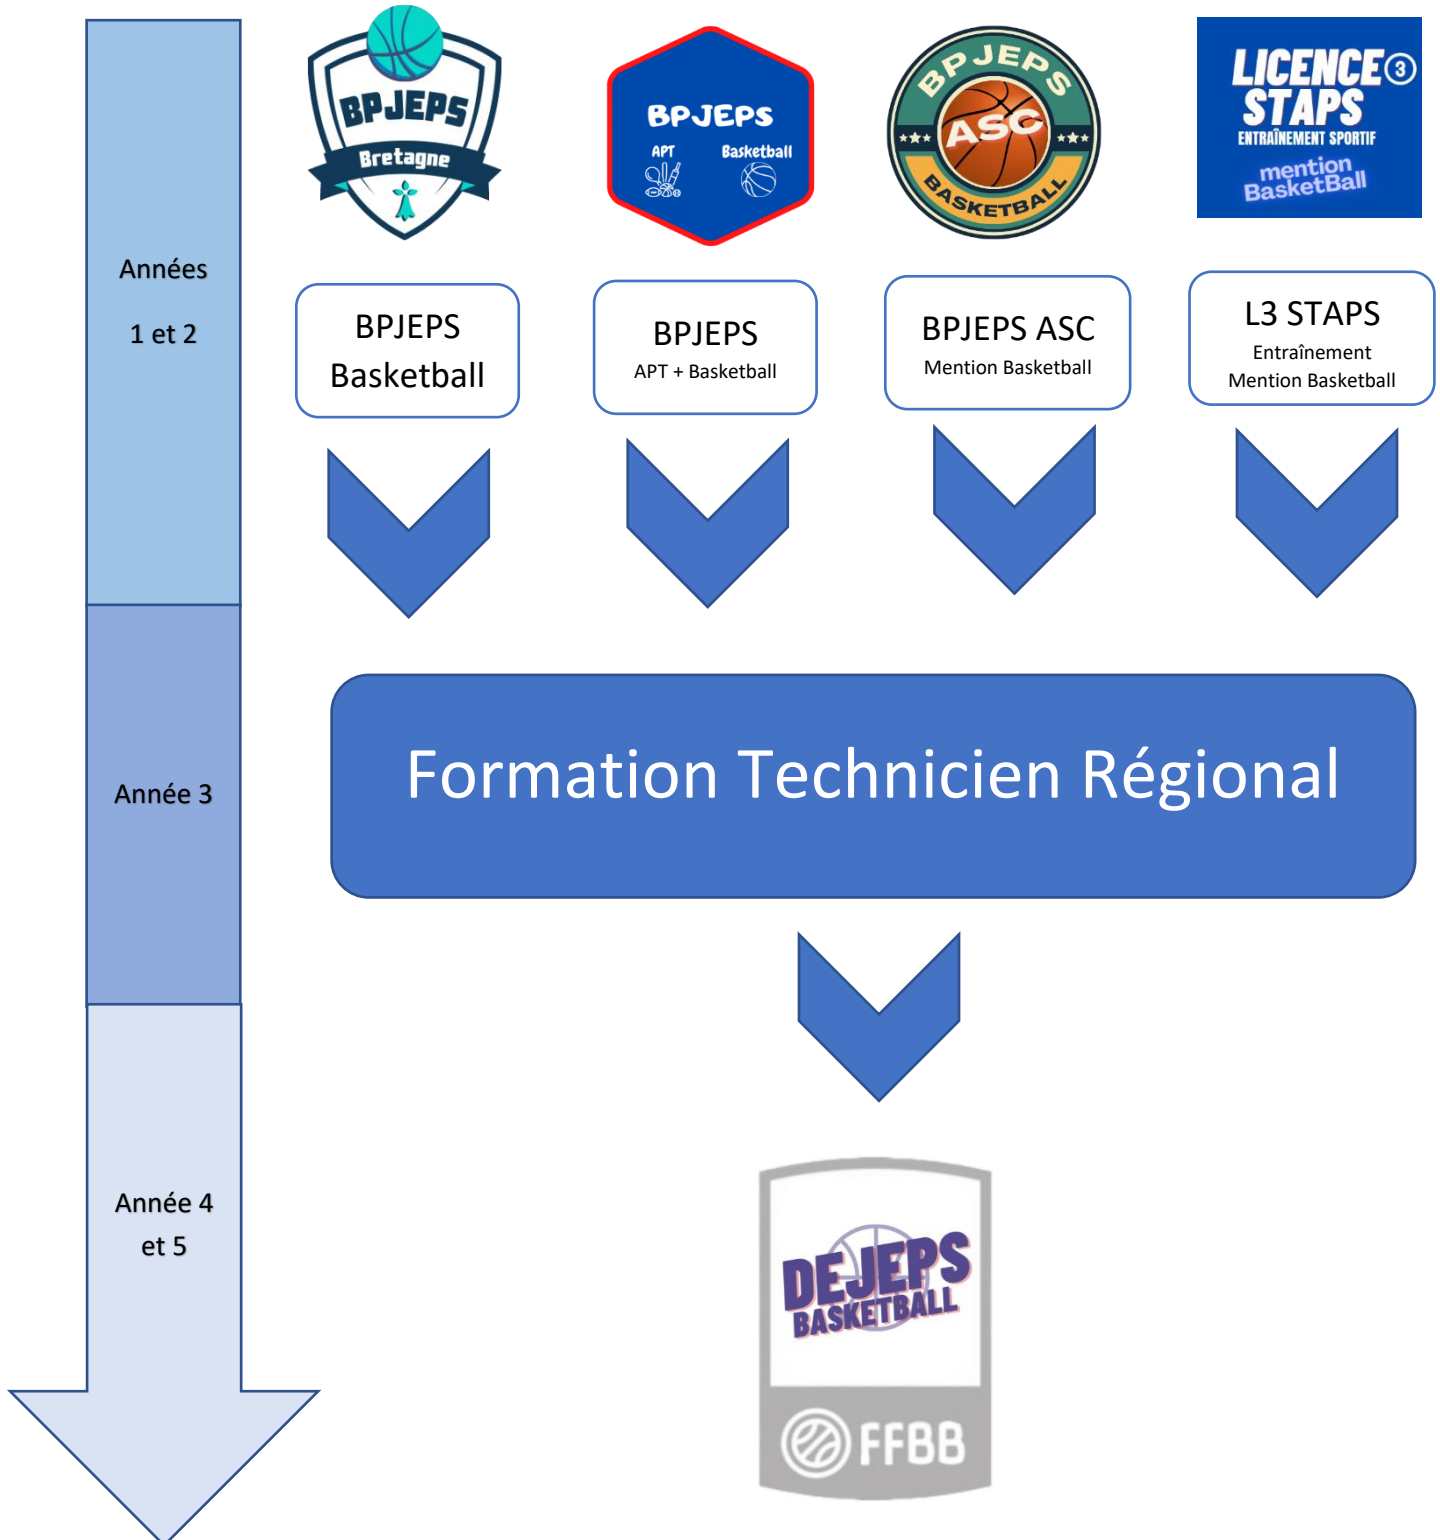 BPJEPS
Bretagne
BPJEPS
APT
Basketball
BPJEPS
ASC
BASKETBALL
LICENCE 3
STAPS
ENTRAÎNEMENT SPORTIF
mention
BasketBall
Années
1 et 2
BPJEPS
Basketball
BPJEPS
APT + Basketball
BPJEPS ASC
Mention Basketball
L3 STAPS
Entraînement
Mention Basketball
Année 3
Formation Technicien Régional
Année 4
et 5
DEJEPS
BASKETBALL
FFBB